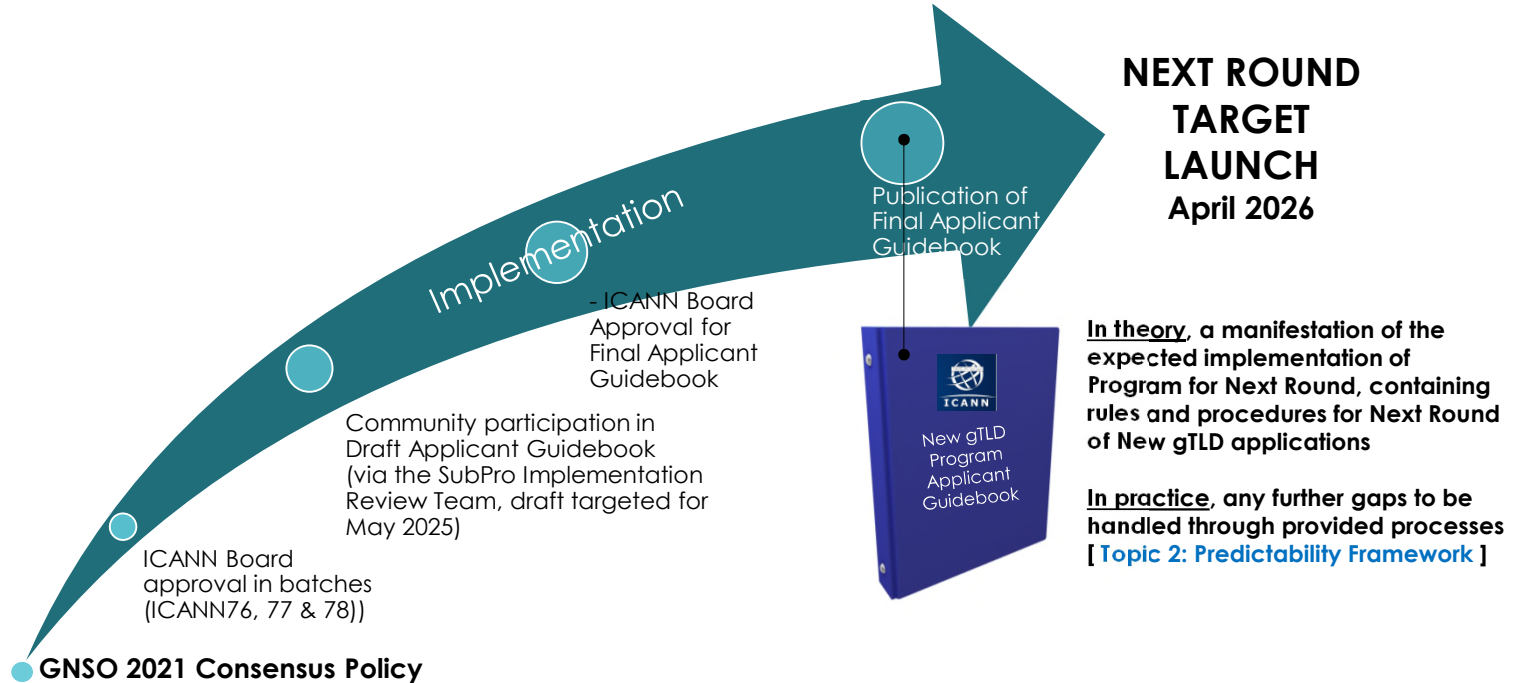 NEXT ROUND
TARGET
LAUNCH
April 2026
Implementation
Publication of
Final Applicant
Guidebook
- ICANN Board
Approval for
Final Applicant
Guidebook
Community participation in
Draft Applicant Guidebook
(via the SubPro Implementation
Review Team, draft targeted for
May 2025)
ICANN Board
approval in batches
(ICANN76, 77 & 78))
GNSO 2021 Consensus Policy
ICANN
New gTLD
Program
Applicant
Guidebook
In theory, a manifestation of the
expected implementation of
Program for Next Round, containing
rules and procedures for Next Round
of New gTLD applications
In practice, any further gaps to be
handled through provided processes
[ Topic 2: Predictability Framework ]